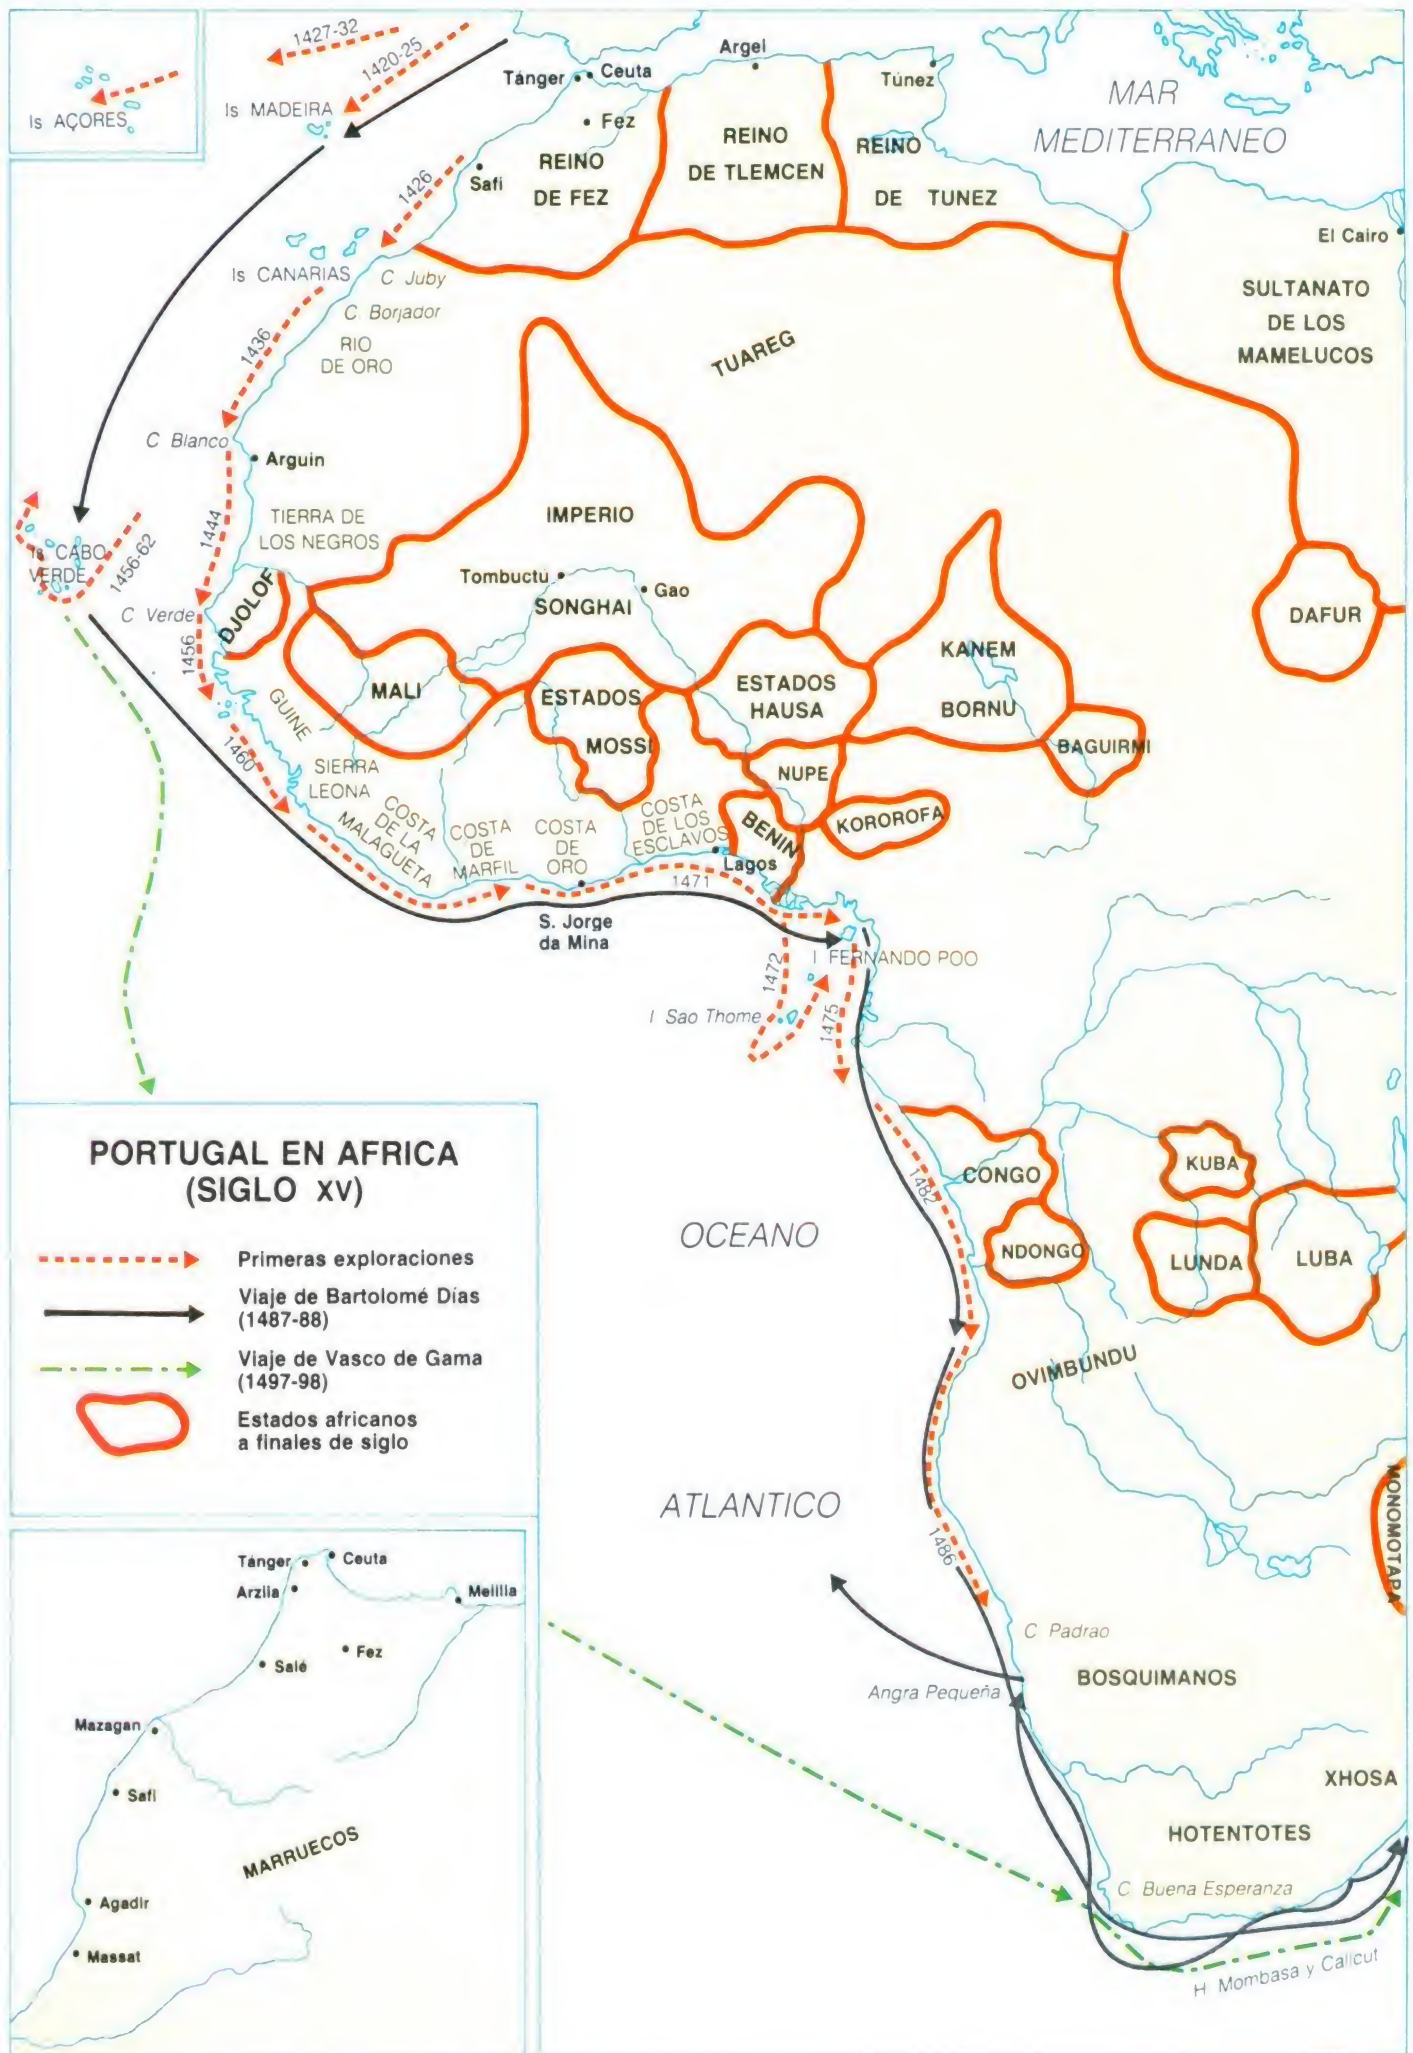 1427-32
1420-25
Is AÇORES
Is MADEIRA
Tánger
Ceuta
Argel
Túnez
MAR
MEDITERRANEO
Fez
Safi
REINO
DE FEZ
REINO
DE TLEMCEN
REINO
DE TUNEZ
1426
El Cairo
Is CANARIAS
C Juby
C. Borjador
SULTANATO
DE LOS
MAMELUCOS
1436
RIO
DE ORO
TUAREG
C Blanco
Arguin
1444
TIERRA DE
LOS NEGROS
IMPERIO
Is CABO
VERDE
1456-62
Tombuctú
SONGHAI
Gao
C Verde
DJOLOF
DAFUR
1456
MALI
ESTADOS
MOSSI
ESTADOS
HAUSA
KANEM
BORNU
BAGUIRMI
GUINE
1460
SIERRA
LEONA
NUPE
KOROROFA
COSTA
DE LA
MALAGUETA
COSTA
DE
MARFIL
COSTA
DE
ORO
COSTA
DE LOS
ESCLAVOS
BENIN
Lagos
1471
S. Jorge
da Mina
1472
I FERNANDO POO
I Sao Thome
1475
PORTUGAL EN AFRICA
(SIGLO XV)
Primeras exploraciones
Viaje de Bartolomé Días
(1487-88)
Viaje de Vasco de Gama
(1497-98)
Estados africanos
a finales de siglo
CONGO
1482
NDONGO
KUBA
LUNDA
LUBA
OCEANO
OVIMBUNDU
ATLANTICO
1486
MONOMOTAPA
C Padrao
BOSQUIMANOS
Angra Pequeña
XHOSA
HOTENTOTES
C Buena Esperanza
H Mombasa y Calicut
Tánger
Ceuta
Arzila
Melilla
Fez
Salé
Mazagan
Safi
MARRUECOS
Agadir
Massat